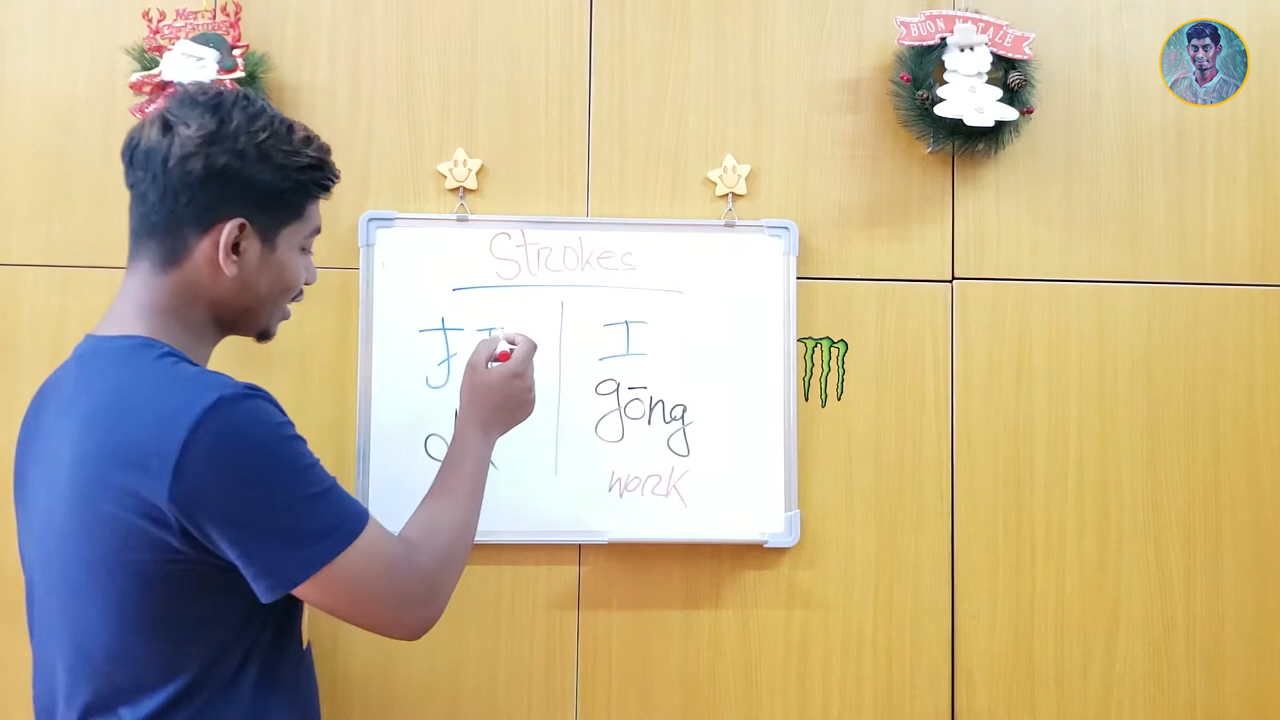 Merry
Christmas
BUON NATALE
Strokes
工
gōng
work